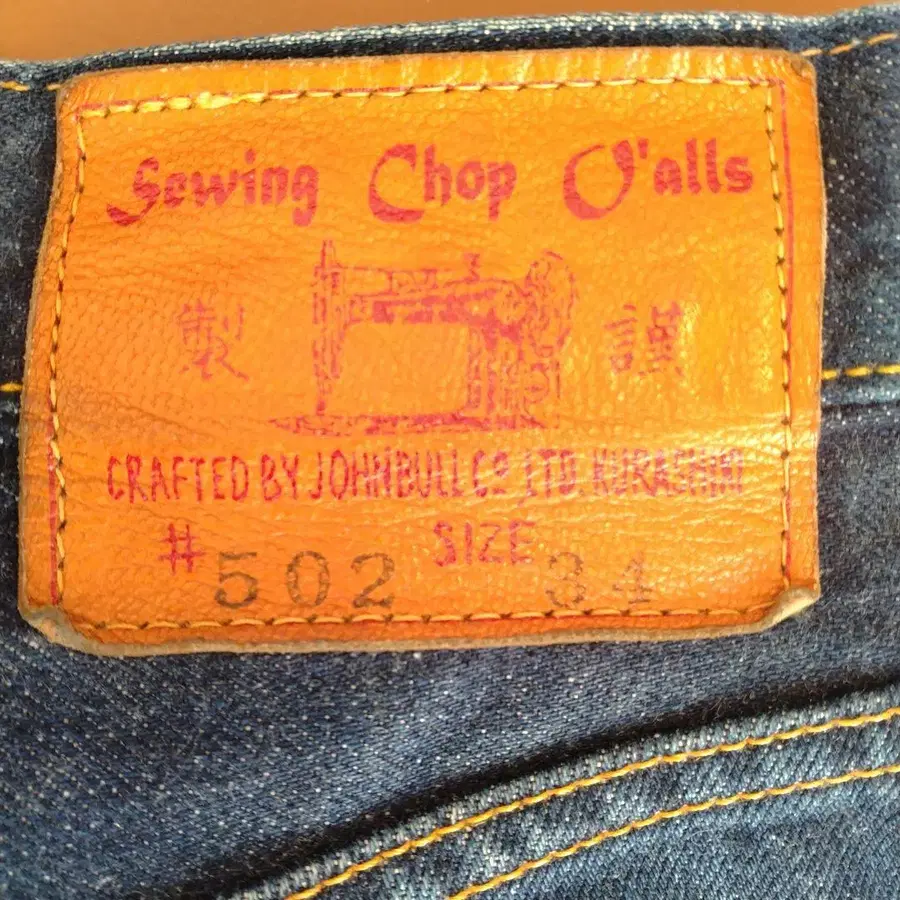 Sewing Chop O'alls
製 謹
CRAFTED BY JOHNBULL Co LTD. KURASHIKI
# 502 SIZE 34